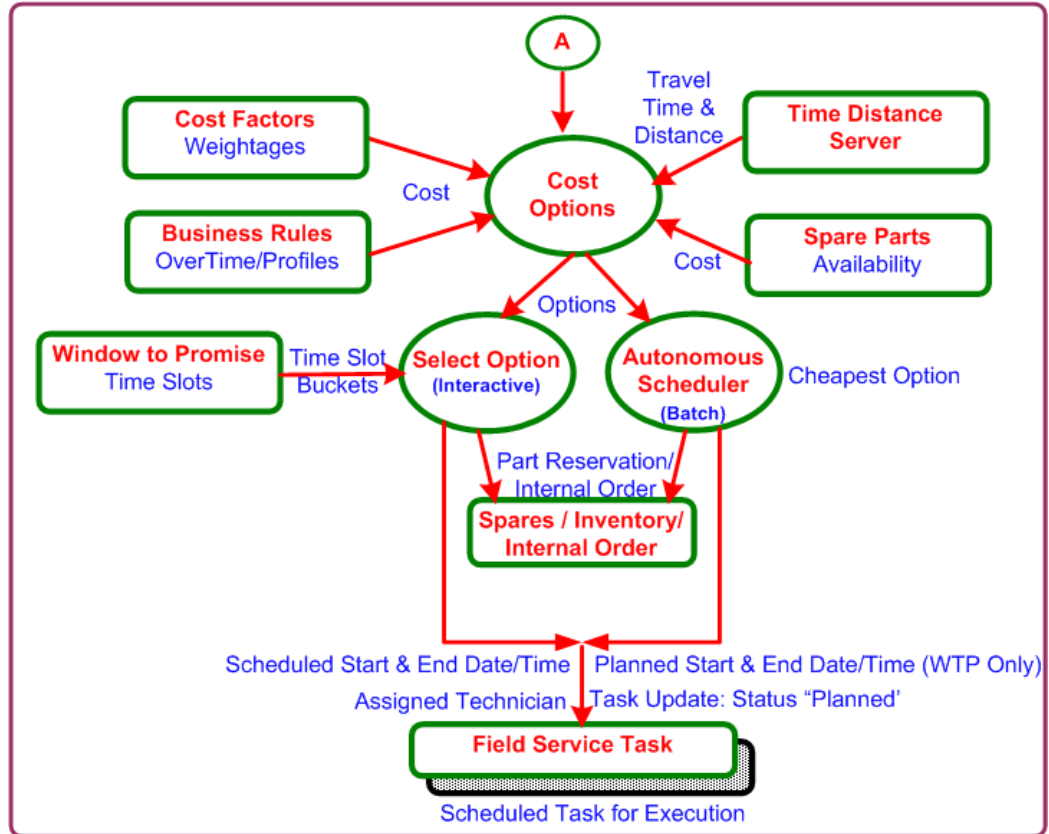 A
Travel
Time &
Distance
Cost Factors
Weightages
Time Distance
Server
Cost
Cost
Options
Business Rules
OverTime/Profiles
Spare Parts
Availability
Cost
Options
Window to Promise
Time Slots
Time Slot
Buckets
Select Option
(Interactive)
Autonomous
Scheduler
(Batch)
Cheapest Option
Part Reservation/
Internal Order
Spares / Inventory/
Internal Order
Scheduled Start & End Date/Time
Planned Start & End Date/Time (WTP Only)
Assigned Technician
Task Update: Status “Planned’
Field Service Task
Scheduled Task for Execution